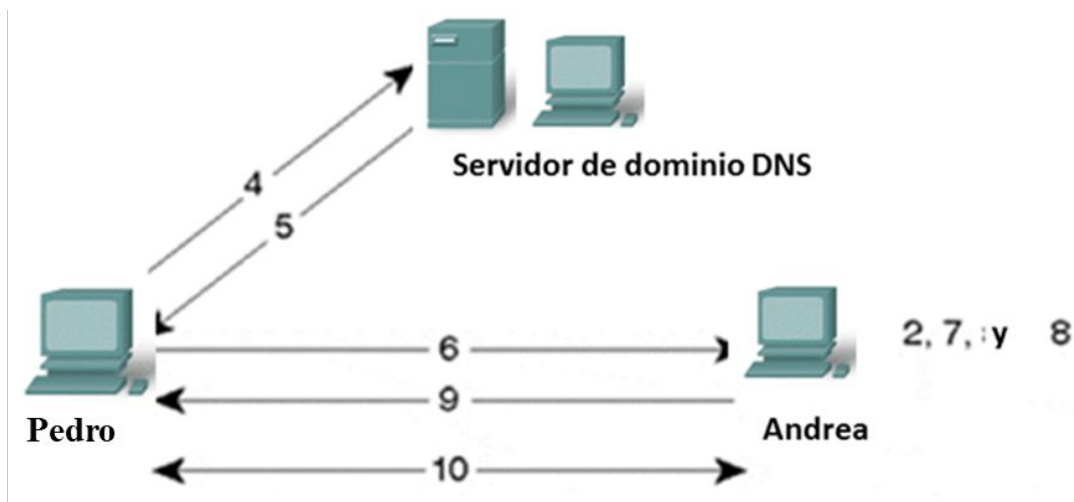 4
Servidor de dominio DNS
5
6
2, 7, y 8
9
Pedro
Andrea
10